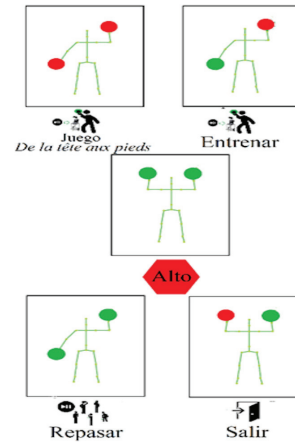 Juego
De la tête aux pieds
Entrenar
Alto
Repasar
Salir